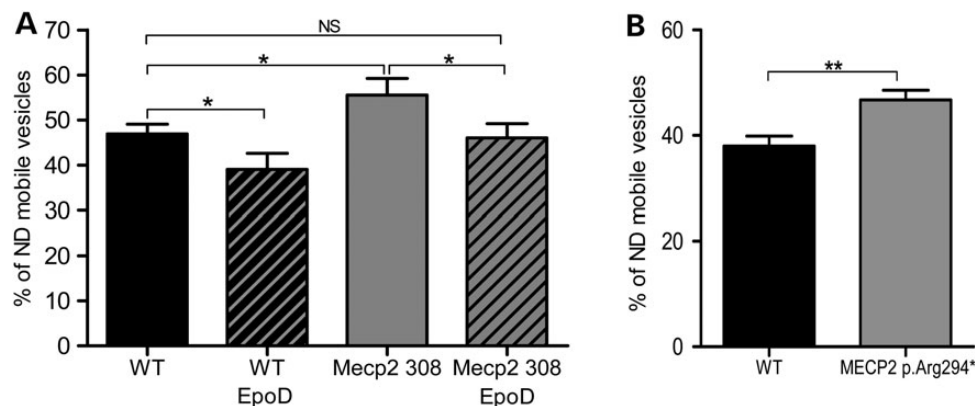 A
% of ND mobile vesicles
70
60
50
40
30
20
10
0
NS
*
*
*
WT
WT
EpoD
Mecp2 308
Mecp2 308
EpoD
B
% of ND mobile vesicles
60
40
20
0
**
WT
MECP2 p.Arg294*